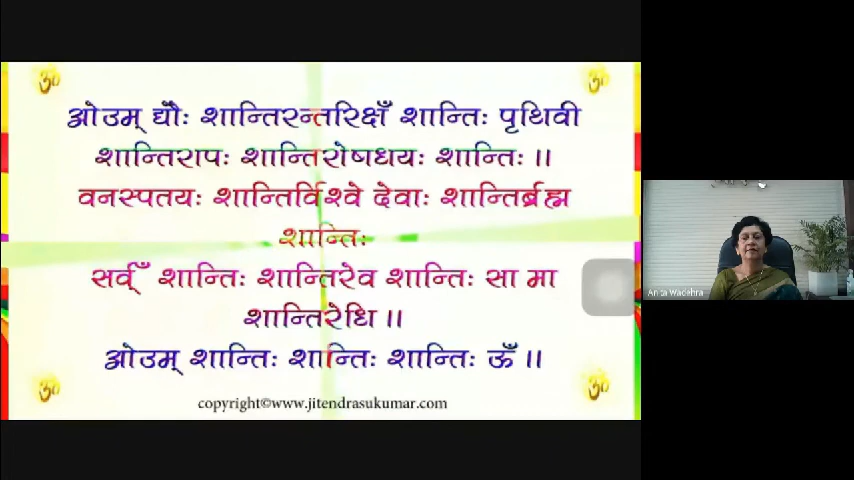 ओउम् द्यौः शान्तिरन्तरिक्षँ शान्तिः पृथिवी
शान्तिरापः शान्तिरोषधयः शान्तिः ।।
वनस्पतयः शान्तिर्विश्वे देवाः शान्तिर्ब्रह्म
शान्तिः
सर्वँ शान्तिः शान्तिरेव शान्तिः सा मा
शान्तिरेधि ।।
ओउम् शान्तिः शान्तिः शान्तिः ॐ ।।
copyright©www.jitendrasukumar.com
Anita Wadehra